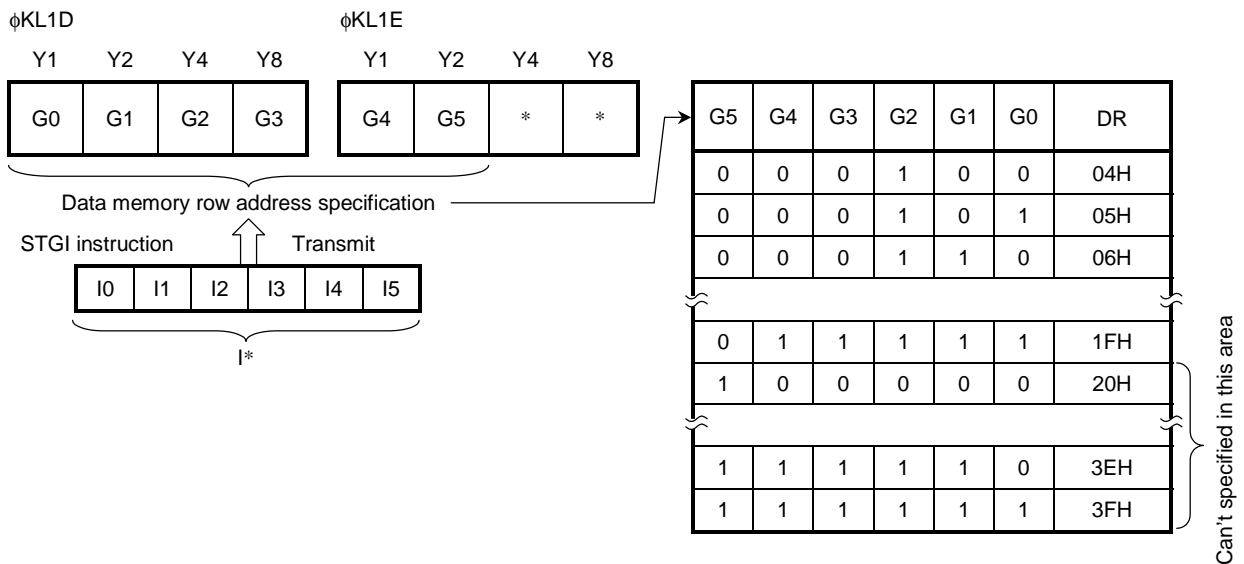 ϕKL1D
Y1 Y2 Y4 Y8
G0 G1 G2 G3
ϕKL1E
Y1 Y2 Y4 Y8
G4 G5 * *
Data memory row address specification
STGI instruction
Transmit
I0 I1 I2 I3 I4 I5
I*
G5 G4 G3 G2 G1 G0 DR
0 0 0 1 0 0 04H
0 0 0 1 0 1 05H
0 0 0 1 1 0 06H
0 1 1 1 1 1 1FH
1 0 0 0 0 0 20H
1 1 1 1 1 0 3EH
1 1 1 1 1 1 3FH
Can't specified in this area